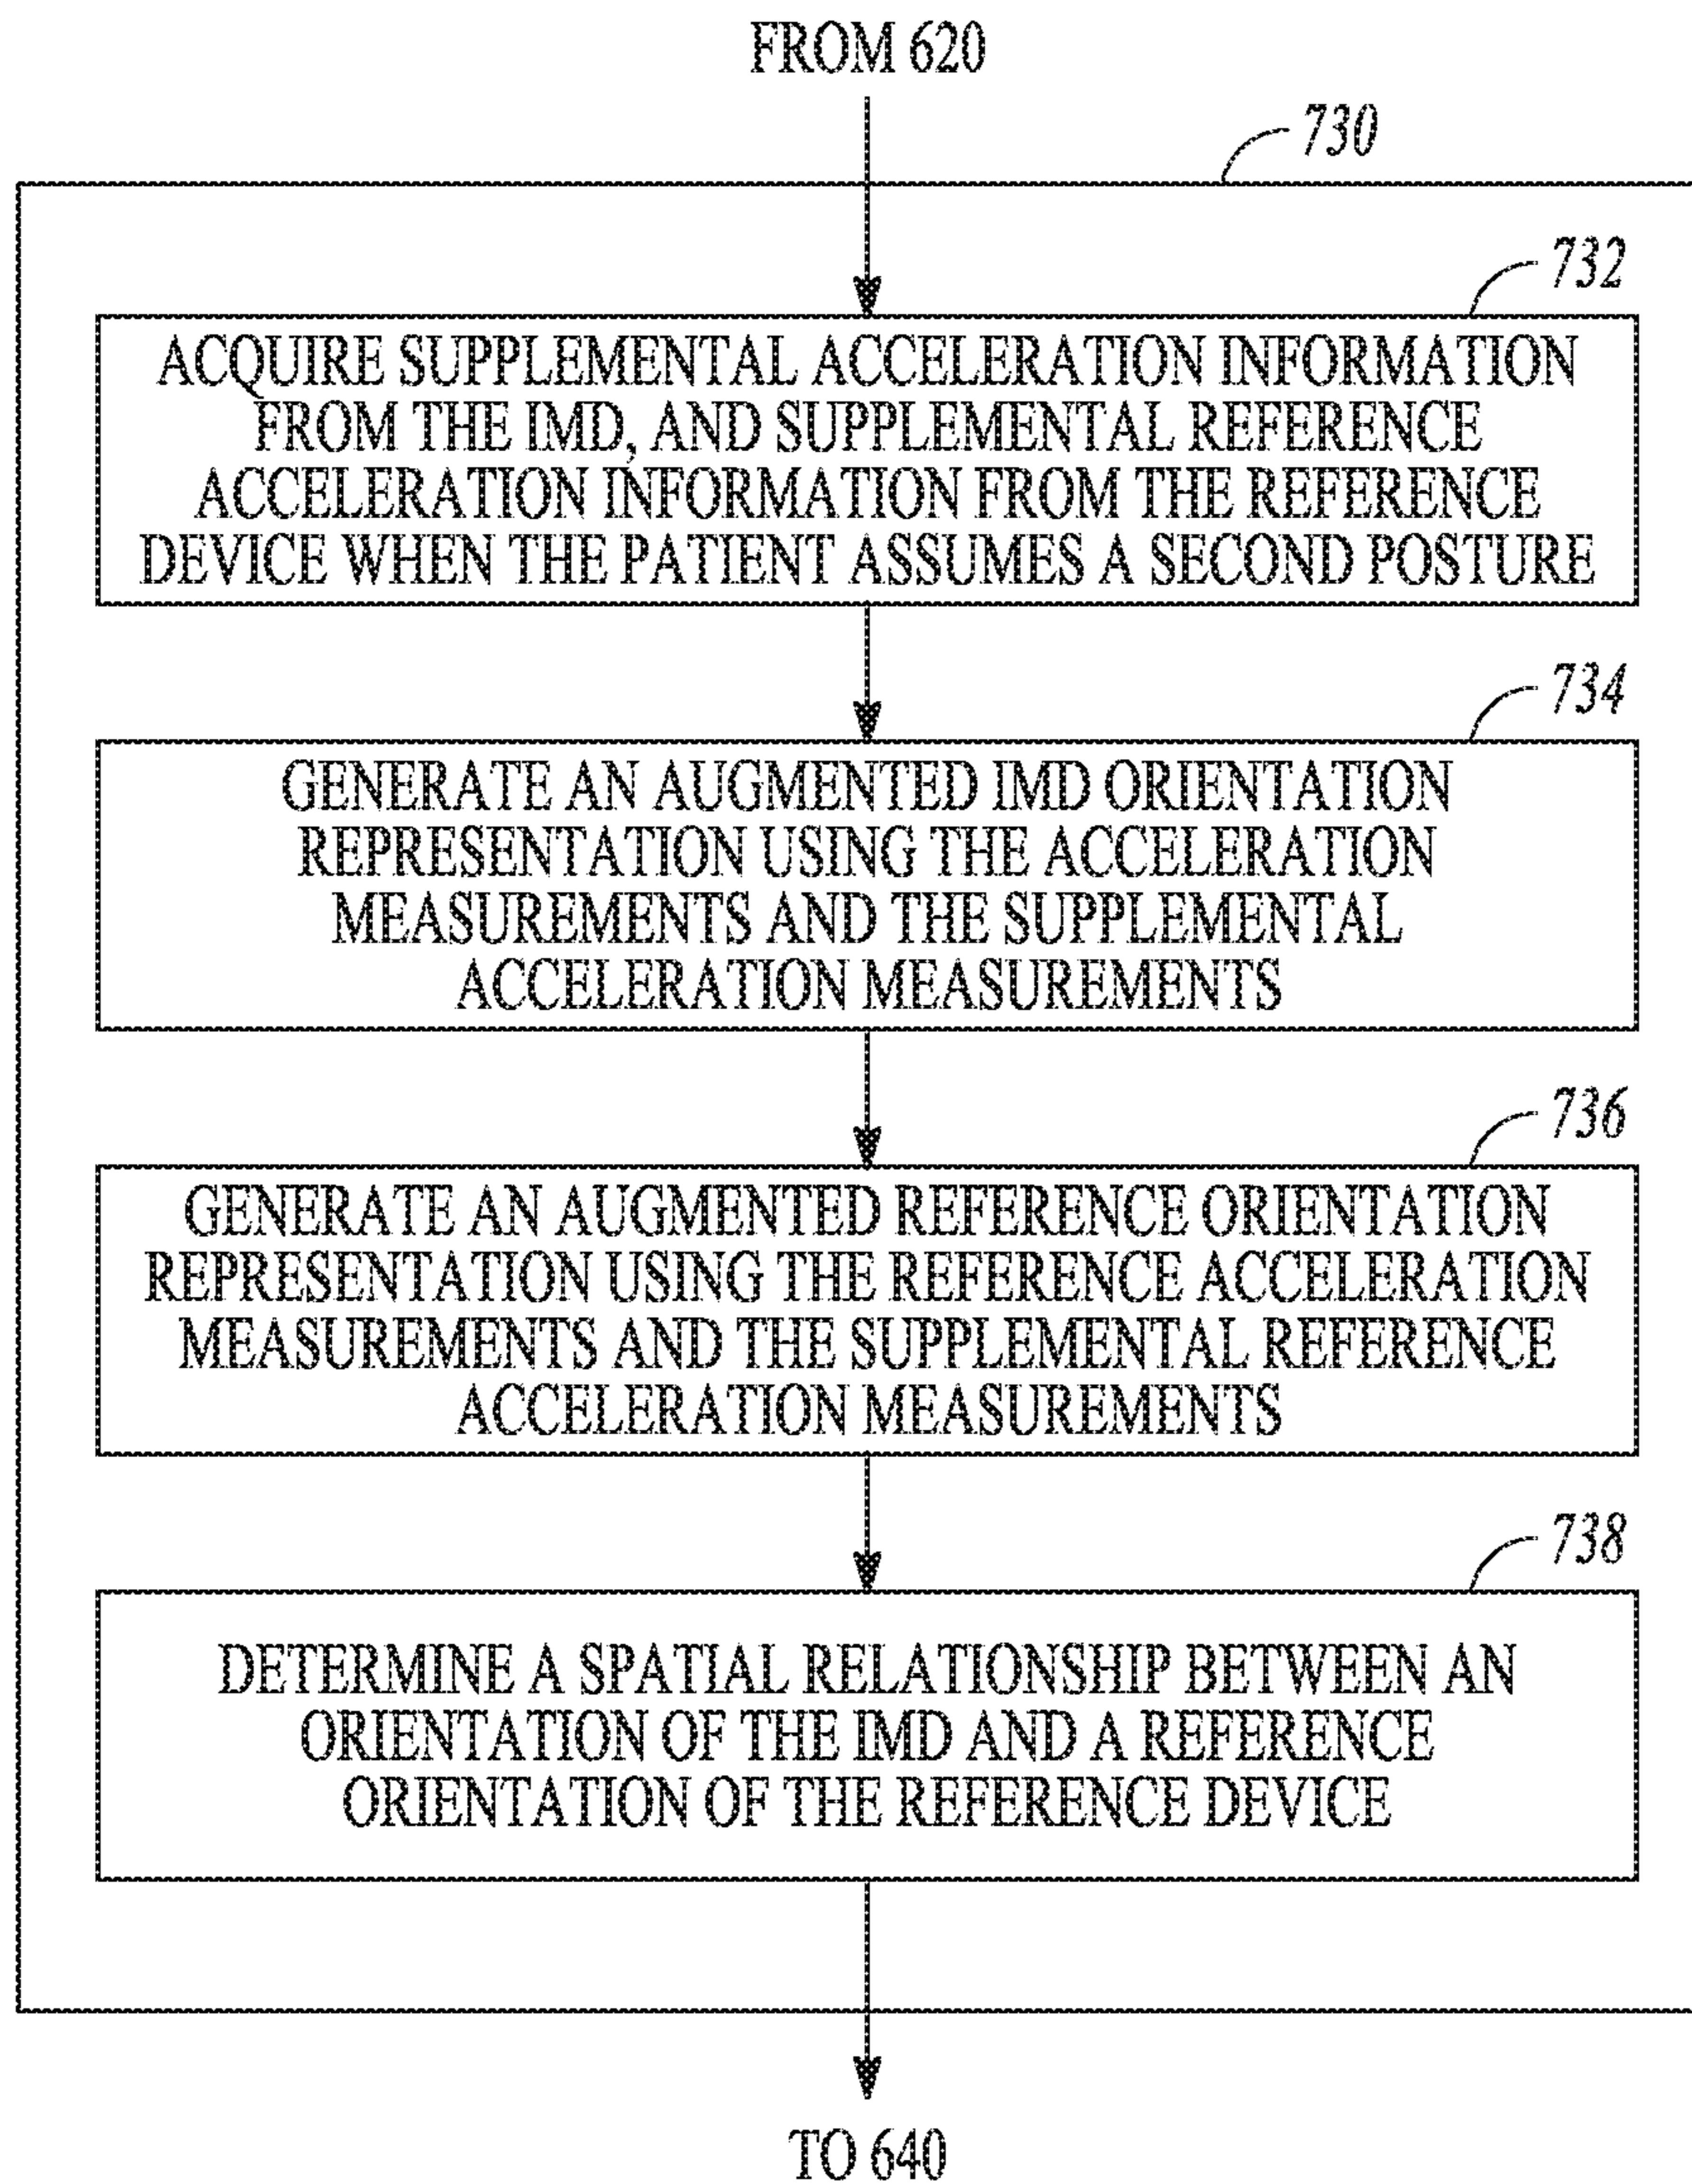 FROM 620
730
732
ACQUIRE SUPPLEMENTAL ACCELERATION INFORMATION
FROM THE IMD, AND SUPPLEMENTAL REFERENCE
ACCELERATION INFORMATION FROM THE REFERENCE
DEVICE WHEN THE PATIENT ASSUMES A SECOND POSTURE
734
GENERATE AN AUGMENTED IMD ORIENTATION
REPRESENTATION USING THE ACCELERATION
MEASUREMENTS AND THE SUPPLEMENTAL
ACCELERATION MEASUREMENTS
736
GENERATE AN AUGMENTED REFERENCE ORIENTATION
REPRESENTATION USING THE REFERENCE ACCELERATION
MEASUREMENTS AND THE SUPPLEMENTAL REFERENCE
ACCELERATION MEASUREMENTS
738
DETERMINE A SPATIAL RELATIONSHIP BETWEEN AN
ORIENTATION OF THE IMD AND A REFERENCE
ORIENTATION OF THE REFERENCE DEVICE
TO 640